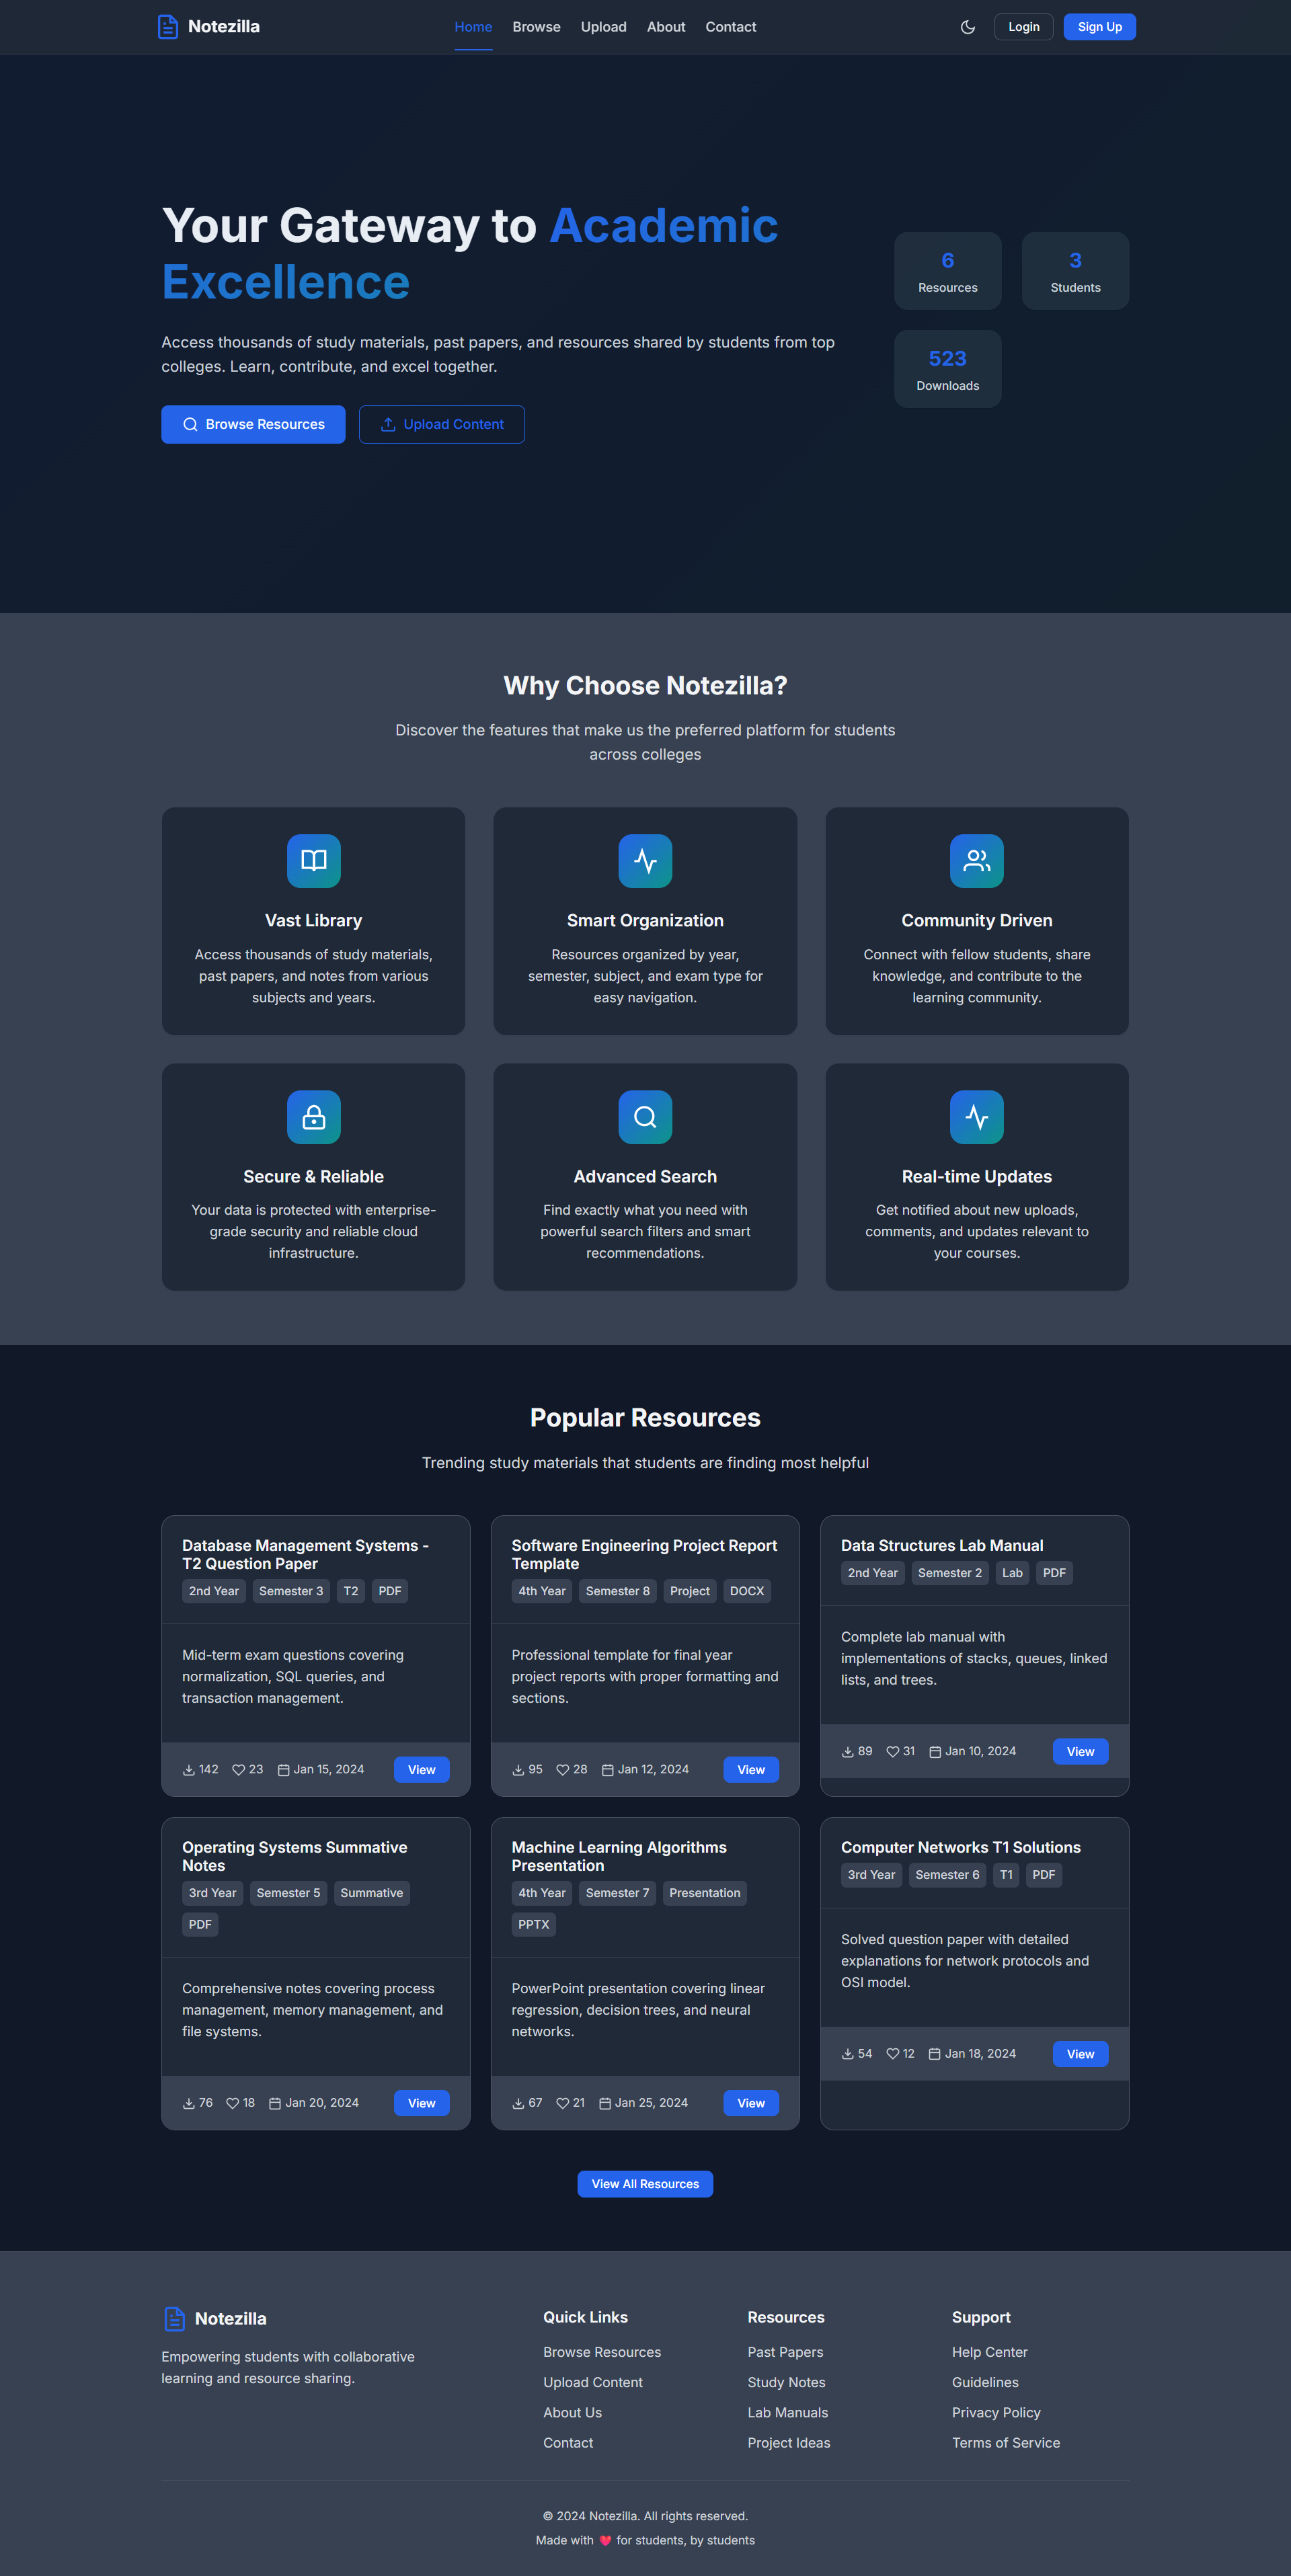 Notezilla
Home Browse Upload About Contact
Login
Sign Up
Your Gateway to Academic
Excellence
Access thousands of study materials, past papers, and resources shared by students from top
colleges. Learn, contribute, and excel together.
Browse Resources
Upload Content
6
Resources
3
Students
523
Downloads
Why Choose Notezilla?
Discover the features that make us the preferred platform for students
across colleges
Vast Library
Access thousands of study materials,
past papers, and notes from various
subjects and years.
Smart Organization
Resources organized by year,
semester, subject, and exam type for
easy navigation.
Community Driven
Connect with fellow students, share
knowledge, and contribute to the
learning community.
Secure & Reliable
Your data is protected with enterprise-
grade security and reliable cloud
infrastructure.
Advanced Search
Find exactly what you need with
powerful search filters and smart
recommendations.
Real-time Updates
Get notified about new uploads,
comments, and updates relevant to
your courses.
Popular Resources
Trending study materials that students are finding most helpful
Database Management Systems -
T2 Question Paper
2nd Year Semester 3 T2 PDF
Mid-term exam questions covering
normalization, SQL queries, and
transaction management.
142 23 Jan 15, 2024 View
Software Engineering Project Report
Template
4th Year Semester 8 Project DOCX
Professional template for final year
project reports with proper formatting and
sections.
95 28 Jan 12, 2024 View
Data Structures Lab Manual
2nd Year Semester 2 Lab PDF
Complete lab manual with
implementations of stacks, queues, linked
lists, and trees.
89 31 Jan 10, 2024 View
Operating Systems Summative
Notes
3rd Year Semester 5 Summative
PDF
Comprehensive notes covering process
management, memory management, and
file systems.
76 18 Jan 20, 2024 View
Machine Learning Algorithms
Presentation
4th Year Semester 7 Presentation
PPTX
PowerPoint presentation covering linear
regression, decision trees, and neural
networks.
67 21 Jan 25, 2024 View
Computer Networks T1 Solutions
3rd Year Semester 6 T1 PDF
Solved question paper with detailed
explanations for network protocols and
OSI model.
54 12 Jan 18, 2024 View
View All Resources
Notezilla
Empowering students with collaborative
learning and resource sharing.
Quick Links
Browse Resources
Upload Content
About Us
Contact
Resources
Past Papers
Study Notes
Lab Manuals
Project Ideas
Support
Help Center
Guidelines
Privacy Policy
Terms of Service
© 2024 Notezilla. All rights reserved.
Made with ❤️ for students, by students